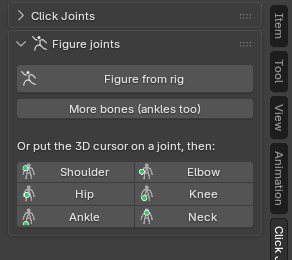 Click Joints
Figure joints
Figure from rig
More bones (ankles too)
Or put the 3D cursor on a joint, then:
Shoulder
Elbow
Hip
Knee
Ankle
Neck
Item
Tool
View
Animation